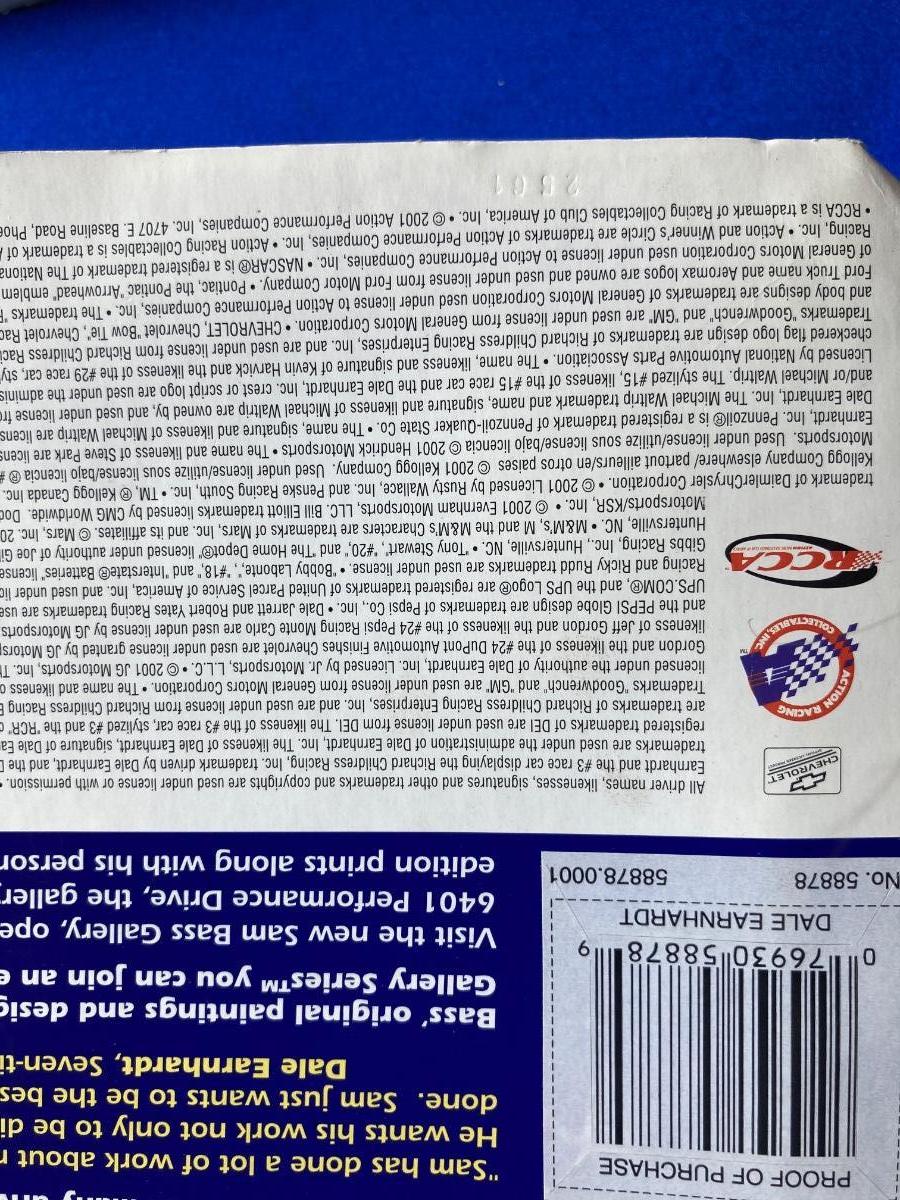 PROOF OF PURCHASE
0 76930 58878 9
DALE EARNHARDT
No. 58878 58878.0001
"Sam has done a lot of work about
He wants his work not only to be di
done. Sam just wants to be the bes
Dale Earnhardt, Seven-ti
Bass' original paintings and desig
Gallery Series™ you can join an e
Visit the new Sam Bass Gallery, ope
6401 Performance Drive, the gallery
edition prints along with his person
CHEVROLET
ACTION RACING
COLLECTABLES, INC.
TM
RCCA
All driver names, likenesses, signatures and other trademarks and copyrights are used under license or with permission. •
Earnhardt and the #3 race car displaying the Richard Childress Racing, Inc. trademark driven by Dale Earnhardt, and the D
trademarks are used under the administration of Dale Earnhardt, Inc. The likeness of Dale Earnhardt, signature of Dale Ear
registered trademarks of DEI are used under license from DEI. The likeness of the #3 race car, stylized #3 and the "RCR" c
are trademarks of Richard Childress Racing Enterprises, Inc. and are used under license from Richard Childress Racing E
Trademarks "Goodwrench" and "GM" are used under license from General Motors Corporation. • The name and likeness o
licensed under the authority of Dale Earnhardt, Inc. Licensed by Jr. Motorsports, L.L.C. • © 2001 JG Motorsports, Inc. Th
Gordon and the likeness of the #24 DuPont Automotive Finishes Chevrolet are used under license granted by JG Motorsp
likeness of Jeff Gordon and the likeness of the #24 Pepsi Racing Monte Carlo are used under license by JG Motorsports
and the PEPSI Globe design are trademarks of Pepsi Co., Inc. • Dale Jarrett and Robert Yates Racing trademarks are use
UPS.COM®, and the UPS Logo® are registered trademarks of United Parcel Service of America, Inc. and used under lic
Racing and Ricky Rudd trademarks are used under license. • "Bobby Labonte,", "#18," and "Interstate® Batteries" license
Gibbs Racing, Inc., Huntersville, NC. • "Tony Stewart", "#20," and "The Home Depot®," licensed under authority of Joe Gi
Huntersville, NC. • M&M's, M and the M&M's Characters are trademarks of Mars, Inc. and its affiliates. © Mars, Inc. 20
Motorsports/KSR, Inc. • © 2001 Evernham Motorsports, LLC. Bill Elliott trademarks licensed by CMG Worldwide. Dod
trademark of DaimlerChrysler Corporation. • © 2001 Licensed by Rusty Wallace, Inc. and Penske Racing South, Inc. • TM, ® Kellogg Canada Inc.
Kellogg Company elsewhere/ partout ailleurs/en otros paises © 2001 Kellogg Company. Used under license/utilize sous license/bajo licencia ® #
Motorsports. Used under license/utilize sous license/bajo licencia © 2001 Hendrick Motorsports • The name and likeness of Steve Park are licens
Earnhardt, Inc. Pennzoil® is a registered trademark of Pennzoil-Quaker State Co. • The name, signature and likeness of Michael Waltrip are licens
Dale Earnhardt, Inc. The Michael Waltrip trademark and name, signature and likeness of Michael Waltrip are owned by, and used under license fr
and/or Michael Waltrip. The stylized #15, likeness of the #15 race car and the Dale Earnhardt, Inc. crest or script logo are used under the adminis
Licensed by National Automotive Parts Association. • The name, likeness and signature of Kevin Harvick and the likeness of the #29 race car, styl
checkered flag logo design are trademarks of Richard Childress Racing Enterprises, Inc. and are used under license from Richard Childress Raci
Trademarks "Goodwrench" and "GM" are used under license from General Motors Corporation. • CHEVROLET, Chevrolet "Bow Tie", Chevrolet Rac
and body designs are trademarks of General Motors Corporation used under license to Action Performance Companies, Inc. • The trademarks F
Ford Truck name and Aeromax logos are owned and used under license from Ford Motor Company. • Pontiac, the Pontiac "Arrowhead" emblem
of General Motors Corporation used under license to Action Performance Companies, Inc. • NASCAR® is a registered trademark of The Nationa
Racing, Inc. • Action and Winner's Circle are trademarks of Action Performance Companies, Inc. • Action Racing Collectables is a trademark of A
• RCCA is a trademark of Racing Collectables Club of America, Inc. • © 2001 Action Performance Companies, Inc. 4707 E. Baseline Road, Phoe